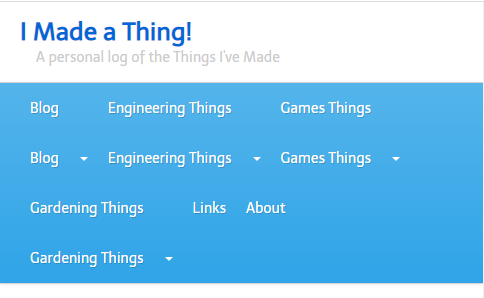 I Made a Thing!
A personal log of the Things I've Made
Blog Engineering Things Games Things
Blog Engineering Things Games Things
Gardening Things Links About
Gardening Things